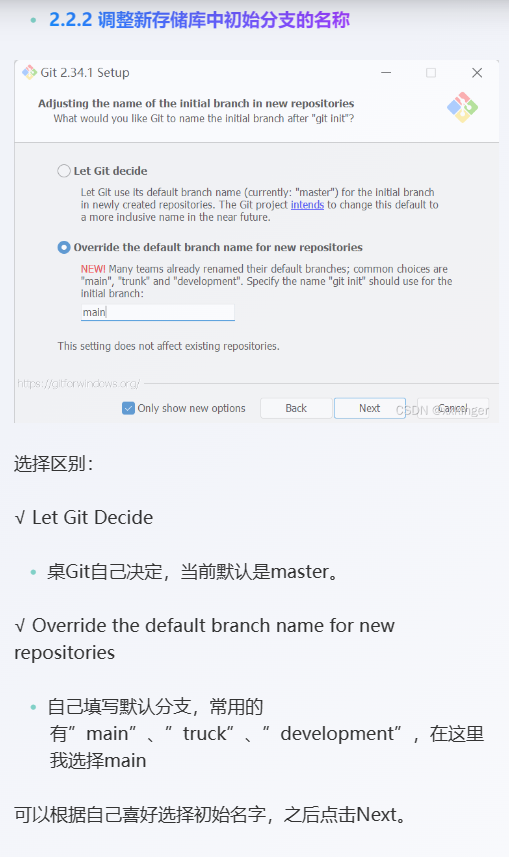 2.2.2 调整新存储库中初始分支的名称
Git 2.34.1 Setup
Adjusting the name of the initial branch in new repositories
What would you like Git to name the initial branch after "git init"?
Let Git decide
Let Git use its default branch name (currently: "master") for the initial branch
in newly created repositories. The Git project intends to change this default to
a more inclusive name in the near future.
Override the default branch name for new repositories
NEW! Many teams already renamed their default branches; common choices are
"main", "trunk" and "development". Specify the name "git init" should use for the
initial branch:
main
This setting does not affect existing repositories.
https://gitforwindows.org/
Only show new options
Back
Next
Cancel
CSDN
选择区别：
√ Let Git Decide
桌Git自己决定，当前默认是master。
√ Override the default branch name for new
repositories
自己填写默认分支，常用的
有”main”、”truck”、”development”，在这里
我选择main
可以根据自己喜好选择初始名字，之后点击Next。